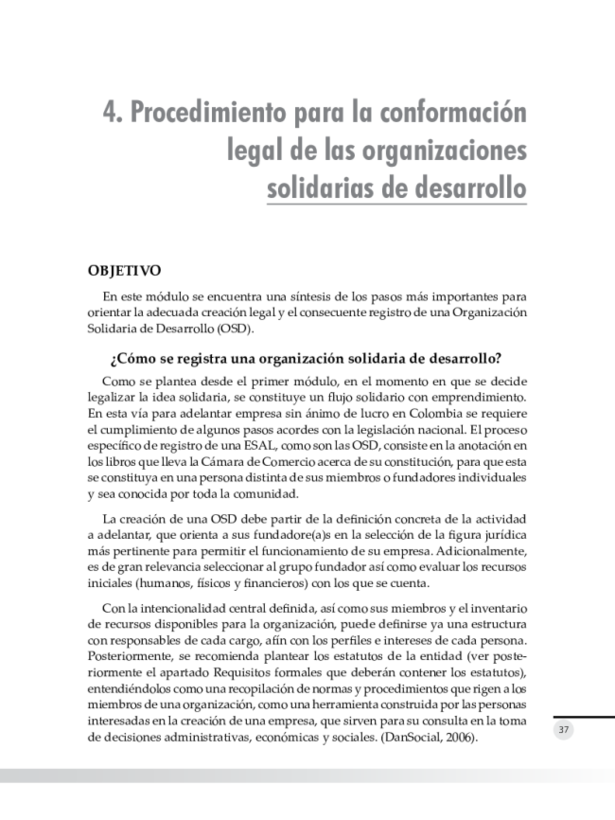 4. Procedimiento para la conformación
legal de las organizaciones
solidarias de desarrollo
OBJETIVO
En este módulo se encuentra una síntesis de los pasos más importantes para
orientar la adecuada creación legal y el consecuente registro de una Organización
Solidaria de Desarrollo (OSD).
¿Cómo se registra una organización solidaria de desarrollo?
Como se plantea desde el primer módulo, en el momento en que se decide
legalizar la idea solidaria, se constituye un flujo solidario con emprendimiento.
En esta vía para adelantar empresa sin ánimo de lucro en Colombia se requiere
el cumplimiento de algunos pasos acordes con la legislación nacional. El proceso
específico de registro de una ESAL, como son las OSD, consiste en la anotación en
los libros que lleva la Cámara de Comercio acerca de su constitución, para que esta
se constituya en una persona distinta de sus miembros o fundadores individuales
y sea conocida por toda la comunidad.
La creación de una OSD debe partir de la definición concreta de la actividad
a adelantar, que orienta a sus fundadore(a)s en la selección de la figura jurídica
más pertinente para permitir el funcionamiento de su empresa. Adicionalmente,
es de gran relevancia seleccionar al grupo fundador así como evaluar los recursos
iniciales (humanos, físicos y financieros) con los que se cuenta.
Con la intencionalidad central definida, así como sus miembros y el inventario
de recursos disponibles para la organización, puede definirse ya una estructura
con responsables de cada cargo, afín con los perfiles e intereses de cada persona.
Posteriormente, se recomienda plantear los estatutos de la entidad (ver poste-
riormente el apartado Requisitos formales que deberán contener los estatutos),
entendiéndolos como una recopilación de normas y procedimientos que rigen a los
miembros de una organización, como una herramienta construida por las personas
interesadas en la creación de una empresa, que sirven para su consulta en la toma
de decisiones administrativas, económicas y sociales. (DanSocial, 2006).
37